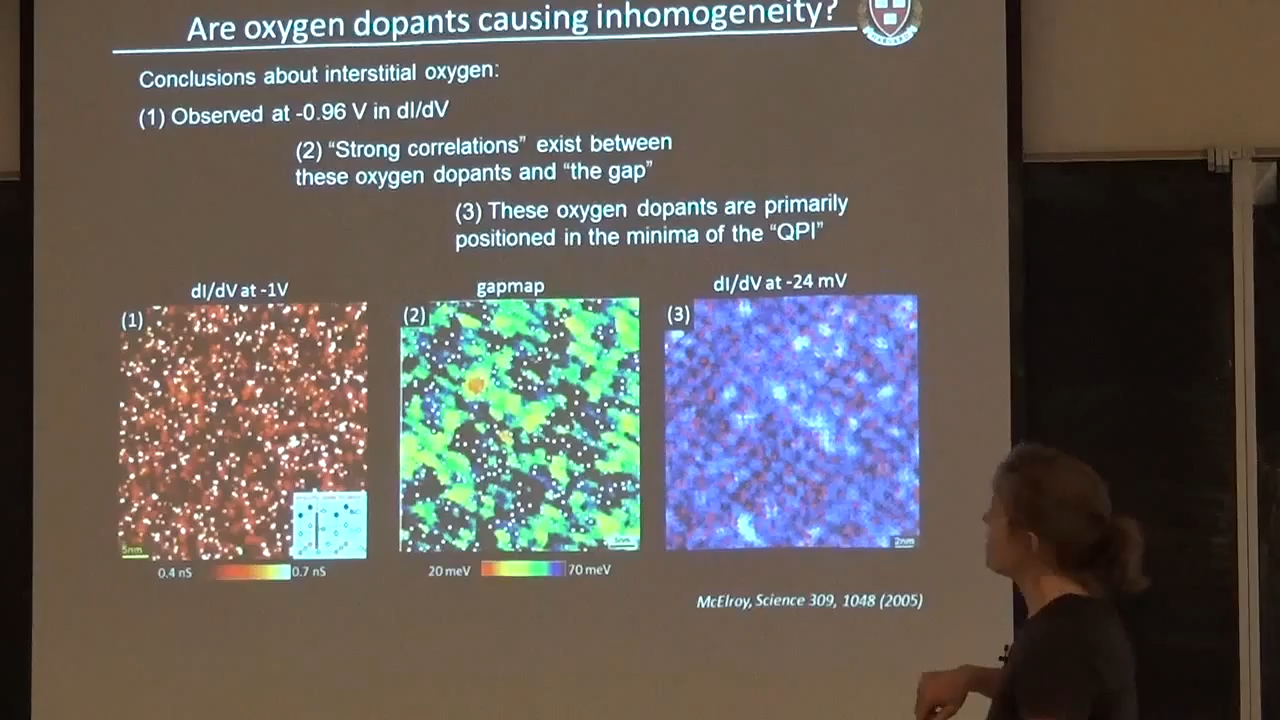 Are oxygen dopants causing inhomogeneity?
HARVARD
Conclusions about interstitial oxygen:
(1) Observed at -0.96 V in dI/dV
(2) “Strong correlations” exist between
these oxygen dopants and “the gap”
(3) These oxygen dopants are primarily
positioned in the minima of the “QPI”
dI/dV at -1V
gapmap
dI/dV at -24 mV
(1)
(2)
(3)
5nm
5nm
2nm
0.4 nS
0.7 nS
20 meV
70 meV
McElroy, Science 309, 1048 (2005)